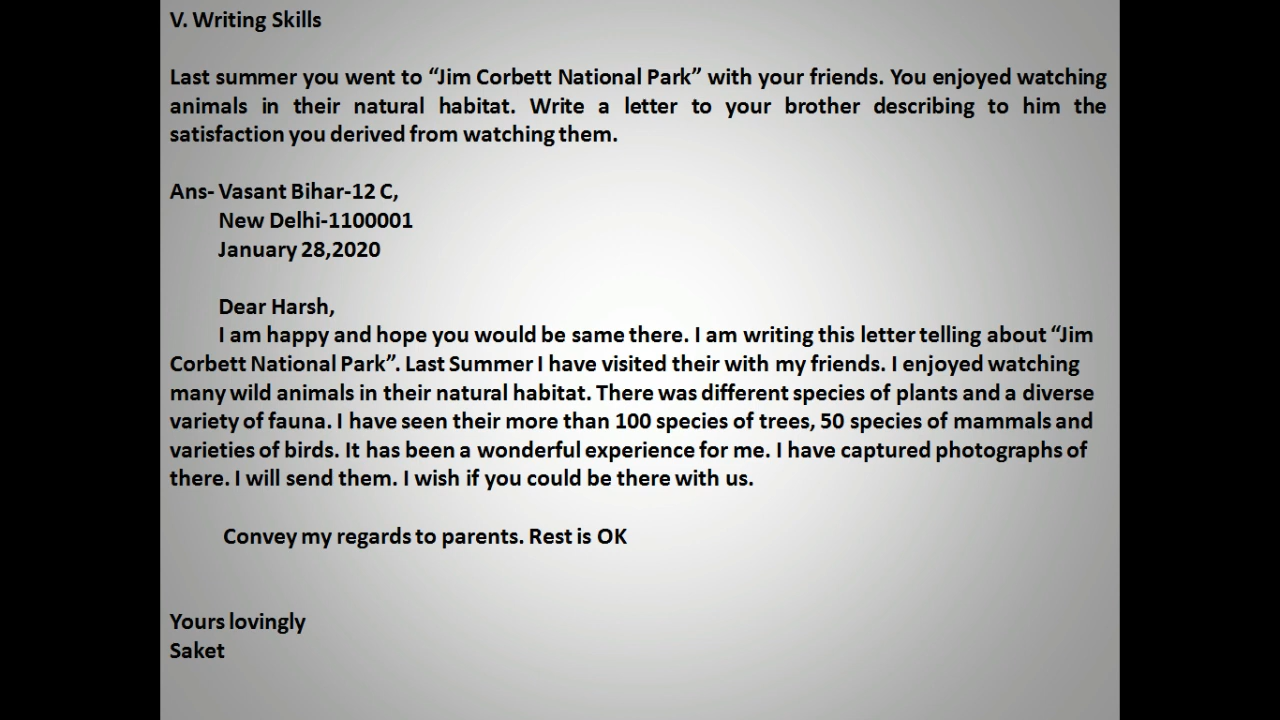 V. Writing Skills
Last summer you went to “Jim Corbett National Park” with your friends. You enjoyed watching
animals in their natural habitat. Write a letter to your brother describing to him the
satisfaction you derived from watching them.
Ans- Vasant Bihar-12 C,
New Delhi-1100001
January 28,2020
Dear Harsh,
I am happy and hope you would be same there. I am writing this letter telling about “Jim
Corbett National Park”. Last Summer I have visited their with my friends. I enjoyed watching
many wild animals in their natural habitat. There was different species of plants and a diverse
variety of fauna. I have seen their more than 100 species of trees, 50 species of mammals and
varieties of birds. It has been a wonderful experience for me. I have captured photographs of
there. I will send them. I wish if you could be there with us.
Convey my regards to parents. Rest is OK
Yours lovingly
Saket